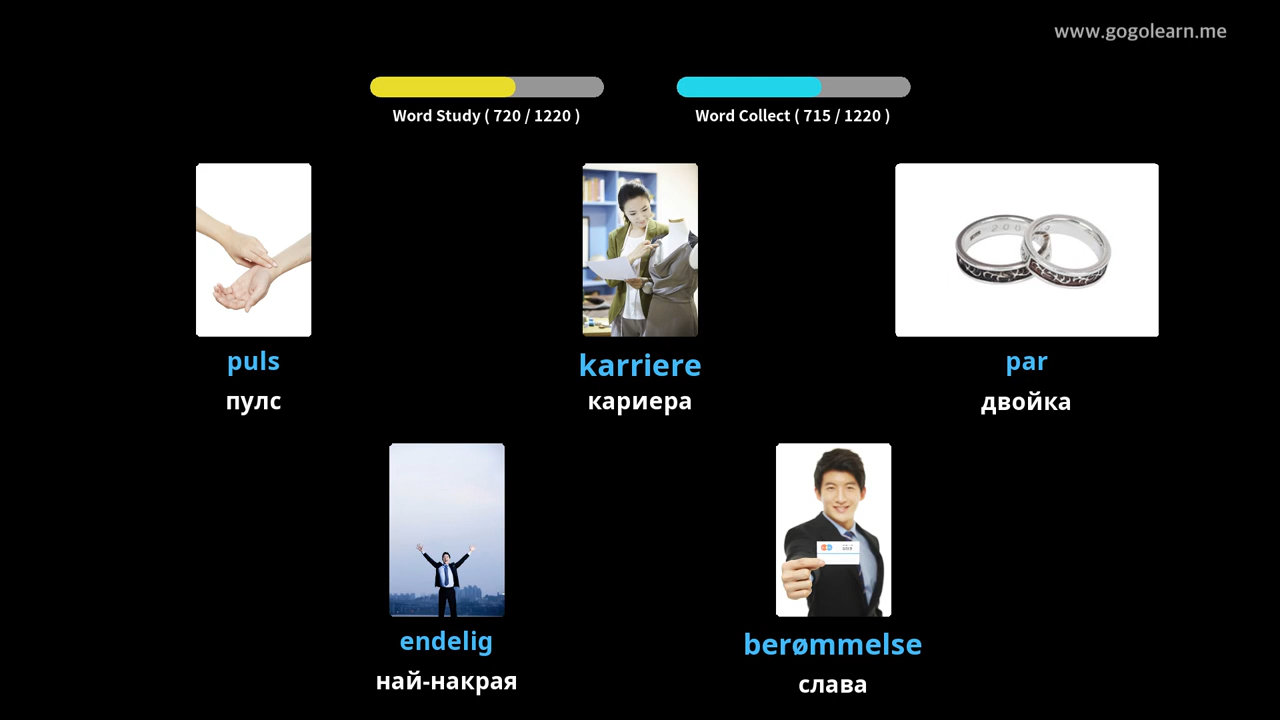 www.gogolearn.me
Word Study ( 720 / 1220 )
Word Collect ( 715 / 1220 )
puls
пулс
karriere
кариера
par
двойка
endelig
най-накрая
berømmelse
слава